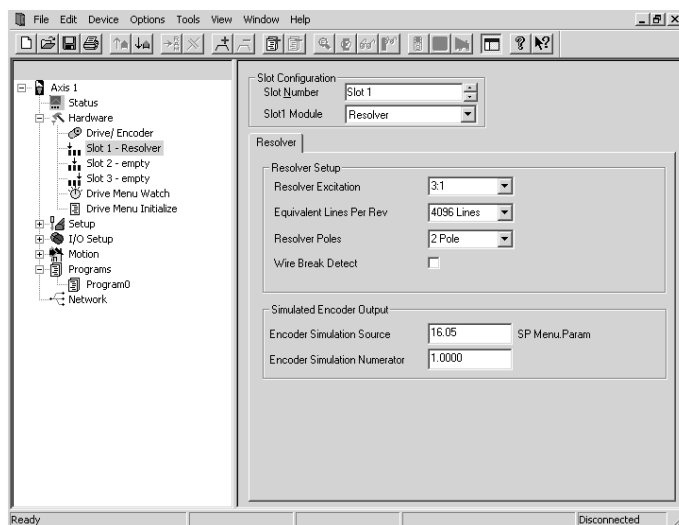 File Edit Device Options Tools View Window Help
Axis 1
Status
Hardware
Drive/ Encoder
Slot 1 - Resolver
Slot 2 - empty
Slot 3 - empty
Drive Menu Watch
Drive Menu Initialize
Setup
I/O Setup
Motion
Programs
Program0
Network
Slot Configuration
Slot Number Slot 1
Slot1 Module Resolver
Resolver
Resolver Setup
Resolver Excitation 3:1
Equivalent Lines Per Rev 4096 Lines
Resolver Poles 2 Pole
Wire Break Detect
Simulated Encoder Output
Encoder Simulation Source 16.05 SP Menu.Param
Encoder Simulation Numerator 1.0000
Ready Disconnected